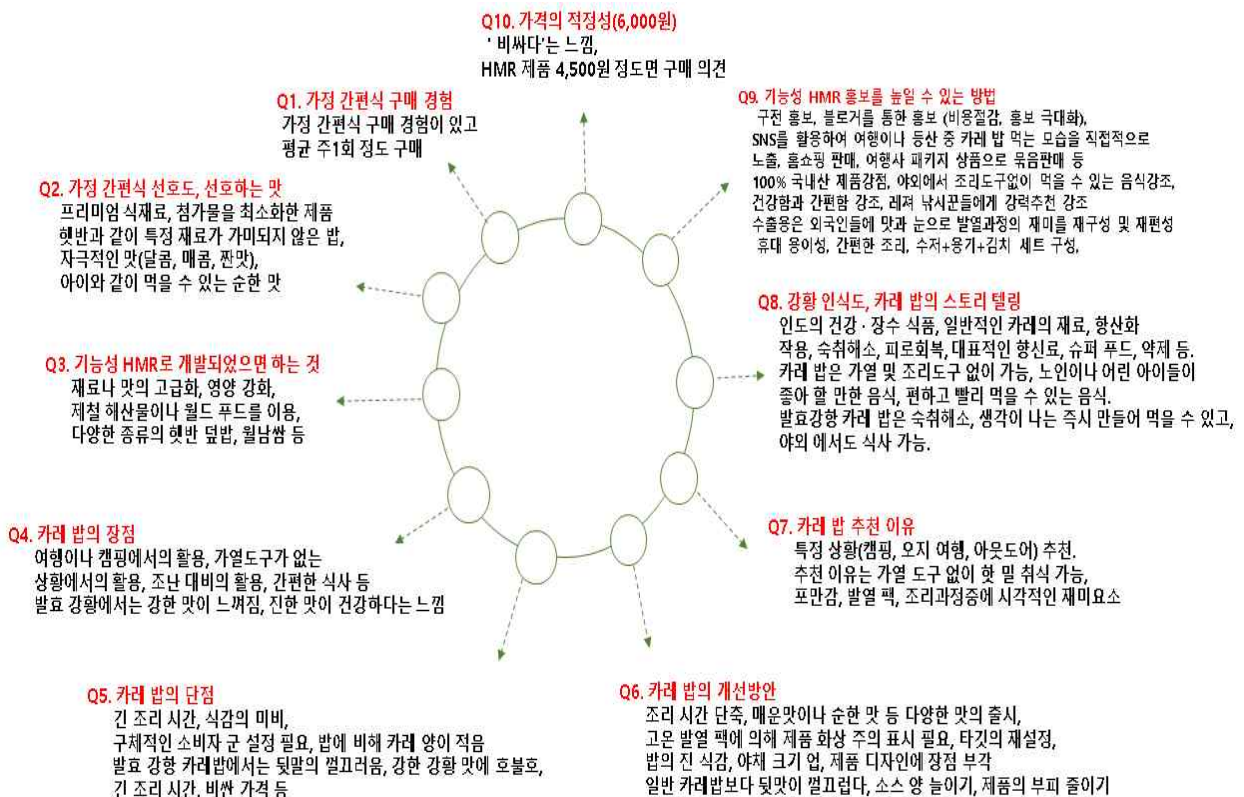 Q10. 가격의 적정성(6,000원)
' 비싸다'는 느낌,
HMR 제품 4,500원 정도면 구매 의견
Q1. 가정 간편식 구매 경험
가정 간편식 구매 경험이 있고
평균 주1회 정도 구매
Q2. 가정 간편식 선호도, 선호하는 맛
프리미엄 식재료, 첨가물을 최소화한 제품
햇반과 같이 특정 재료가 가미되지 않은 밥,
자극적인 맛(달콤, 매콤, 짠맛),
아이와 같이 먹을 수 있는 순한 맛
Q3. 기능성 HMR로 개발되었으면 하는 것
재료나 맛의 고급화, 영양 강화,
제철 해산물이나 월드 푸드를 이용,
다양한 종류의 햇반 덮밥, 월남쌈 등
Q4. 카레 밥의 장점
여행이나 캠핑에서의 활용, 가열도구가 없는
상황에서의 활용, 조난 대비의 활용, 간편한 식사 등
발효 강황에서는 강한 맛이 느껴짐, 진한 맛이 건강하다는 느낌
Q5. 카레 밥의 단점
긴 조리 시간, 식감의 미비,
구체적인 소비자 군 설정 필요, 밥에 비해 카레 양이 적음
발효 강항 카레밥에서는 뒷말의 껄끄러움, 강한 강황 맛에 호불호,
긴 조리 시간, 비싼 가격 등
Q6. 카레 밥의 개선방안
조리 시간 단축, 매운맛이나 순한 맛 등 다양한 맛의 출시,
고온 발열 팩에 의해 제품 화상 주의 표시 필요, 타깃의 재설정,
밥의 진 식감, 야채 크기 업, 제품 디자인에 장점 부각
일반 카레밥보다 뒷맛이 껄끄럽다, 소스 양 늘이기, 제품의 부피 줄이기
Q7. 카레 밥 추천 이유
특정 상황(캠핑, 오지 여행, 아웃도어) 추천.
추천 이유는 가열 도구 없이 핫 밀 취식 가능,
포만감, 발열 팩, 조리과정중에 시각적인 재미요소
Q8. 강황 인식도, 카레 밥의 스토리 텔링
인도의 건강 · 장수 식품, 일반적인 카레의 재료, 항산화
작용, 숙취해소, 피로회복, 대표적인 향신료, 슈퍼 푸드, 약제 등.
카레 밥은 가열 및 조리도구 없이 가능, 노인이나 어린 아이들이
좋아 할 만한 음식, 편하고 빨리 먹을 수 있는 음식.
발효강항 카레 밥은 숙취해소, 생각이 나는 즉시 만들어 먹을 수 있고,
야외 에서도 식사 가능.
Q9. 기능성 HMR 홍보를 높일 수 있는 방법
구전 홍보, 블로거를 통한 홍보 (비용절감, 홍보 극대화),
SNS를 활용하여 여행이나 등산 중 카레 밥 먹는 모습을 직접적으로
노출, 홈쇼핑 판매, 여행사 패키지 상품으로 묶음판매 등
100% 국내산 제품강점, 야외에서 조리도구없이 먹을 수 있는 음식강조,
건강함과 간편함 강조, 레져 낚시꾼들에게 강력추천 강조
수출용은 외국인들에 맛과 눈으로 발열과정의 재미를 재구성 및 재편성
휴대 용이성, 간편한 조리, 수저+용기+김치 세트 구성,